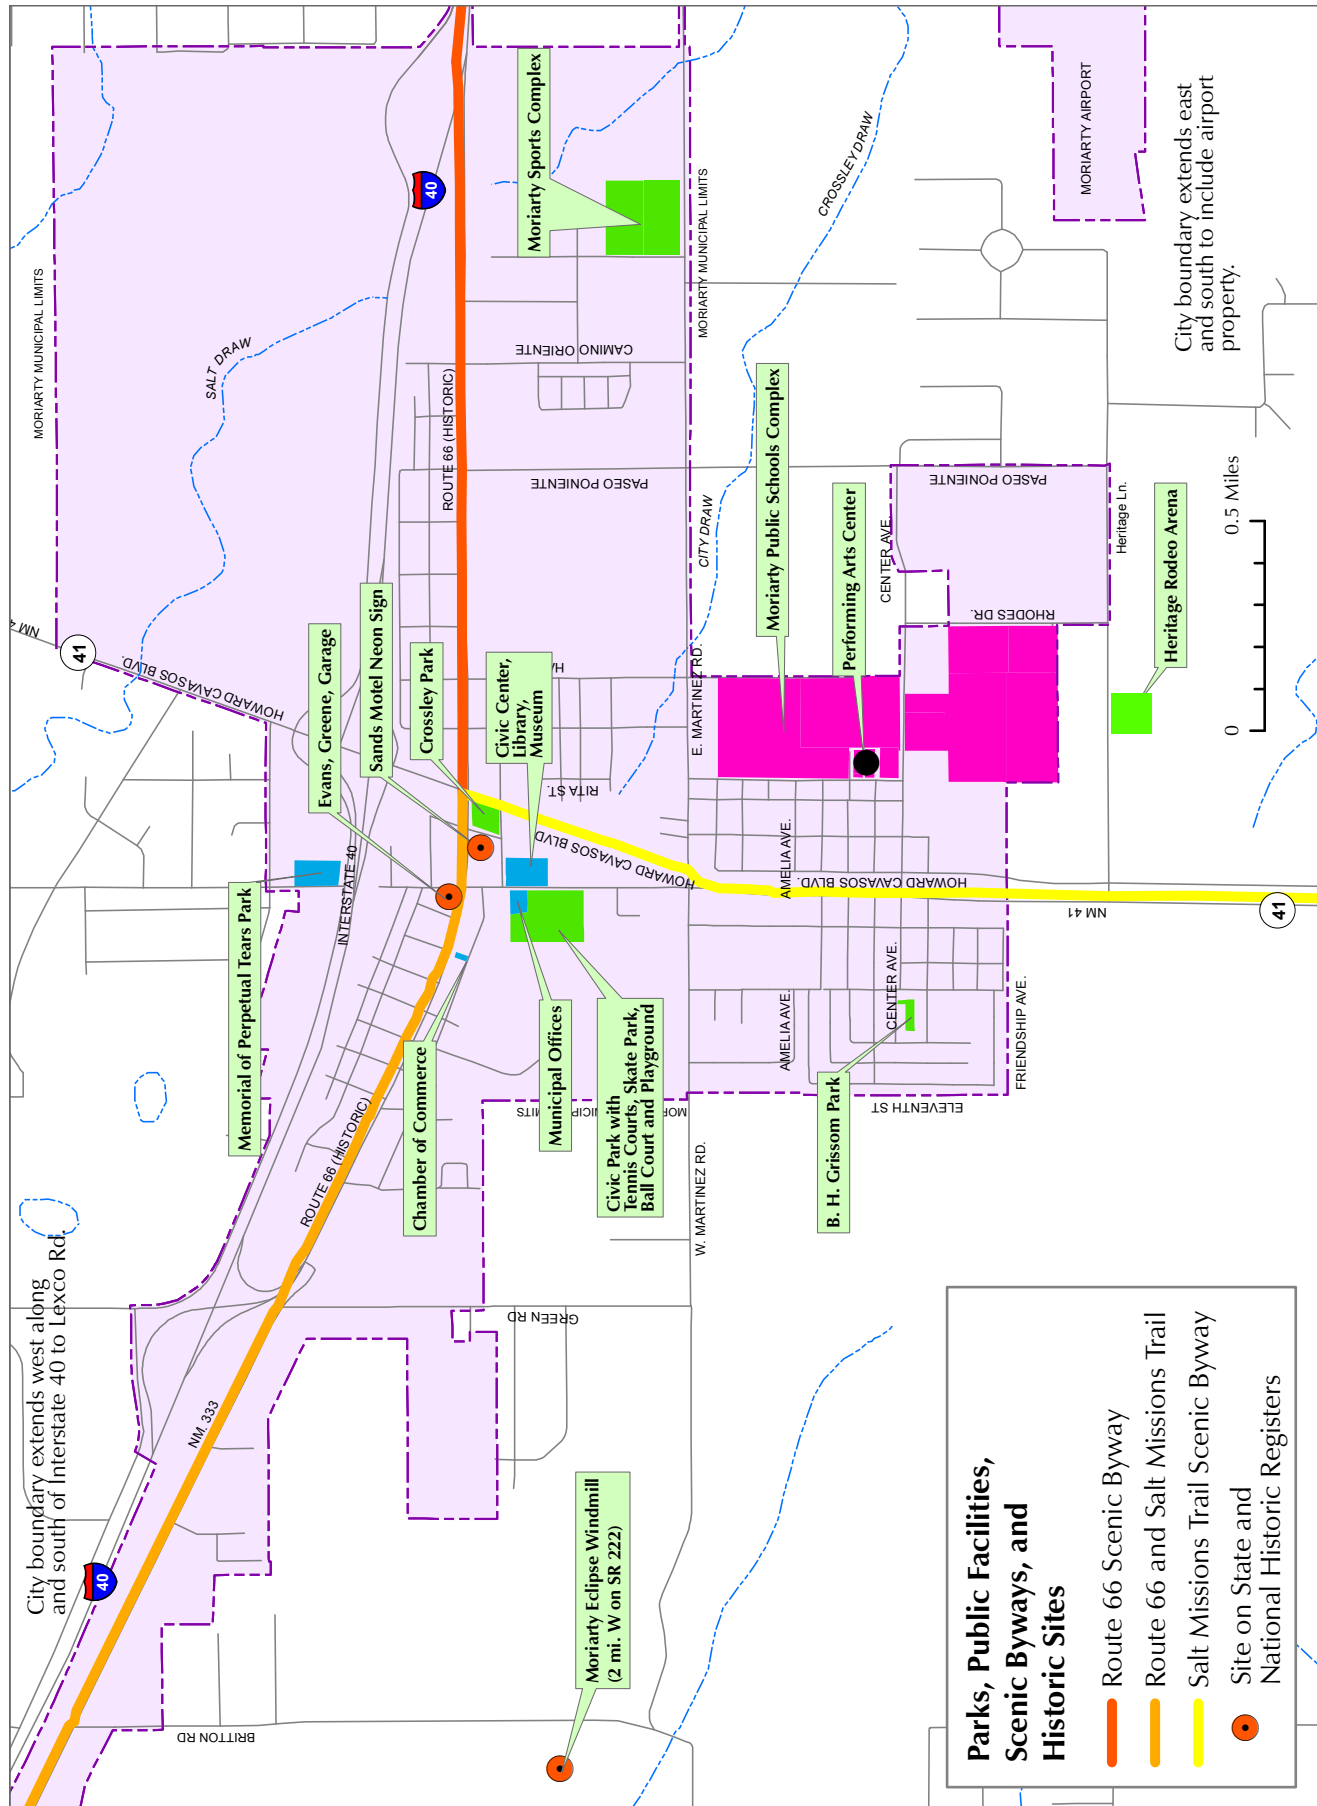 City boundary extends west along
and south of Interstate 40 to Lexco Rd.
40
NM 333
BRITTON RD
GREEN RD
ROUTE 66 (HISTORIC)
INTERSTATE 40
Memorial of Perpetual Tears Park
Evans, Greene, Garage
Sands Motel Neon Sign
Crossley Park
Civic Center,
Library,
Museum
Chamber of Commerce
Municipal Offices
Civic Park with
Tennis Courts, Skate Park,
Ball Court and Playground
Moriarty Eclipse Windmill
(2 mi. W on SR 222)
41
HOWARD CAVASOS BLVD.
HOWARD CAVASOS BLVD
HOWARD CAVASOS BLVD.
RITA ST.
MORIARTY MUNICIPAL LIMITS
SALT DRAW
ROUTE 66 (HISTORIC)
40
PASEO PONIENTE
CAMINO ORIENTE
Moriarty Sports Complex
MORIARTY MUNICIPAL LIMITS
CITY DRAW
CROSSLEY DRAW
W. MARTINEZ RD.
E. MARTINEZ RD.
Moriarty Public Schools Complex
Performing Arts Center
AMELIA AVE.
AMELIA AVE.
CENTER AVE.
CENTER AVE.
B. H. Grissom Park
ELEVENTH ST
FRIENDSHIP AVE.
NM 41
41
RHODES DR.
PASEO PONIENTE
Heritage Ln.
Heritage Rodeo Arena
MORIARTY AIRPORT
City boundary extends east
and south to include airport
property.
0
0.5 Miles
Parks, Public Facilities,
Scenic Byways, and
Historic Sites
Route 66 Scenic Byway
Route 66 and Salt Missions Trail
Salt Missions Trail Scenic Byway
Site on State and
National Historic Registers